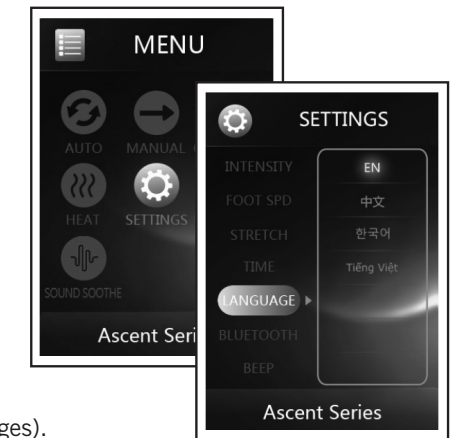 MENU
AUTO
MANUAL
HEAT
SETTINGS
SOUND SOOTHE
Ascent Seri
SETTINGS
INTENSITY
FOOT SPD
STRETCH
TIME
LANGUAGE
BLUETOOTH
BEEP
EN
中文
한국어
Tiếng Việt
Ascent Series
ges).